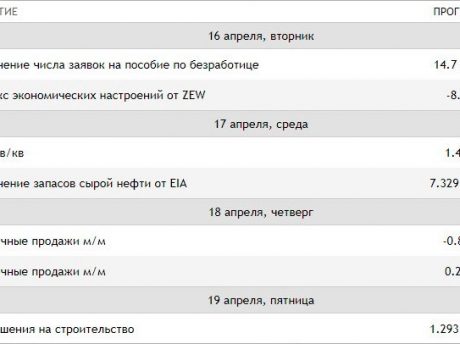 ТИЕ ПРОГ
16 апреля, вторник
нение числа заявок на пособие по безработице 14.7
кс экономических настроений от ZEW -8.
17 апреля, среда
в/кв 1.4
нение запасов сырой нефти от EIA 7.329
18 апреля, четверг
чные продажи м/м -0.8
чные продажи м/м 0.2
19 апреля, пятница
шения на строительство 1.293